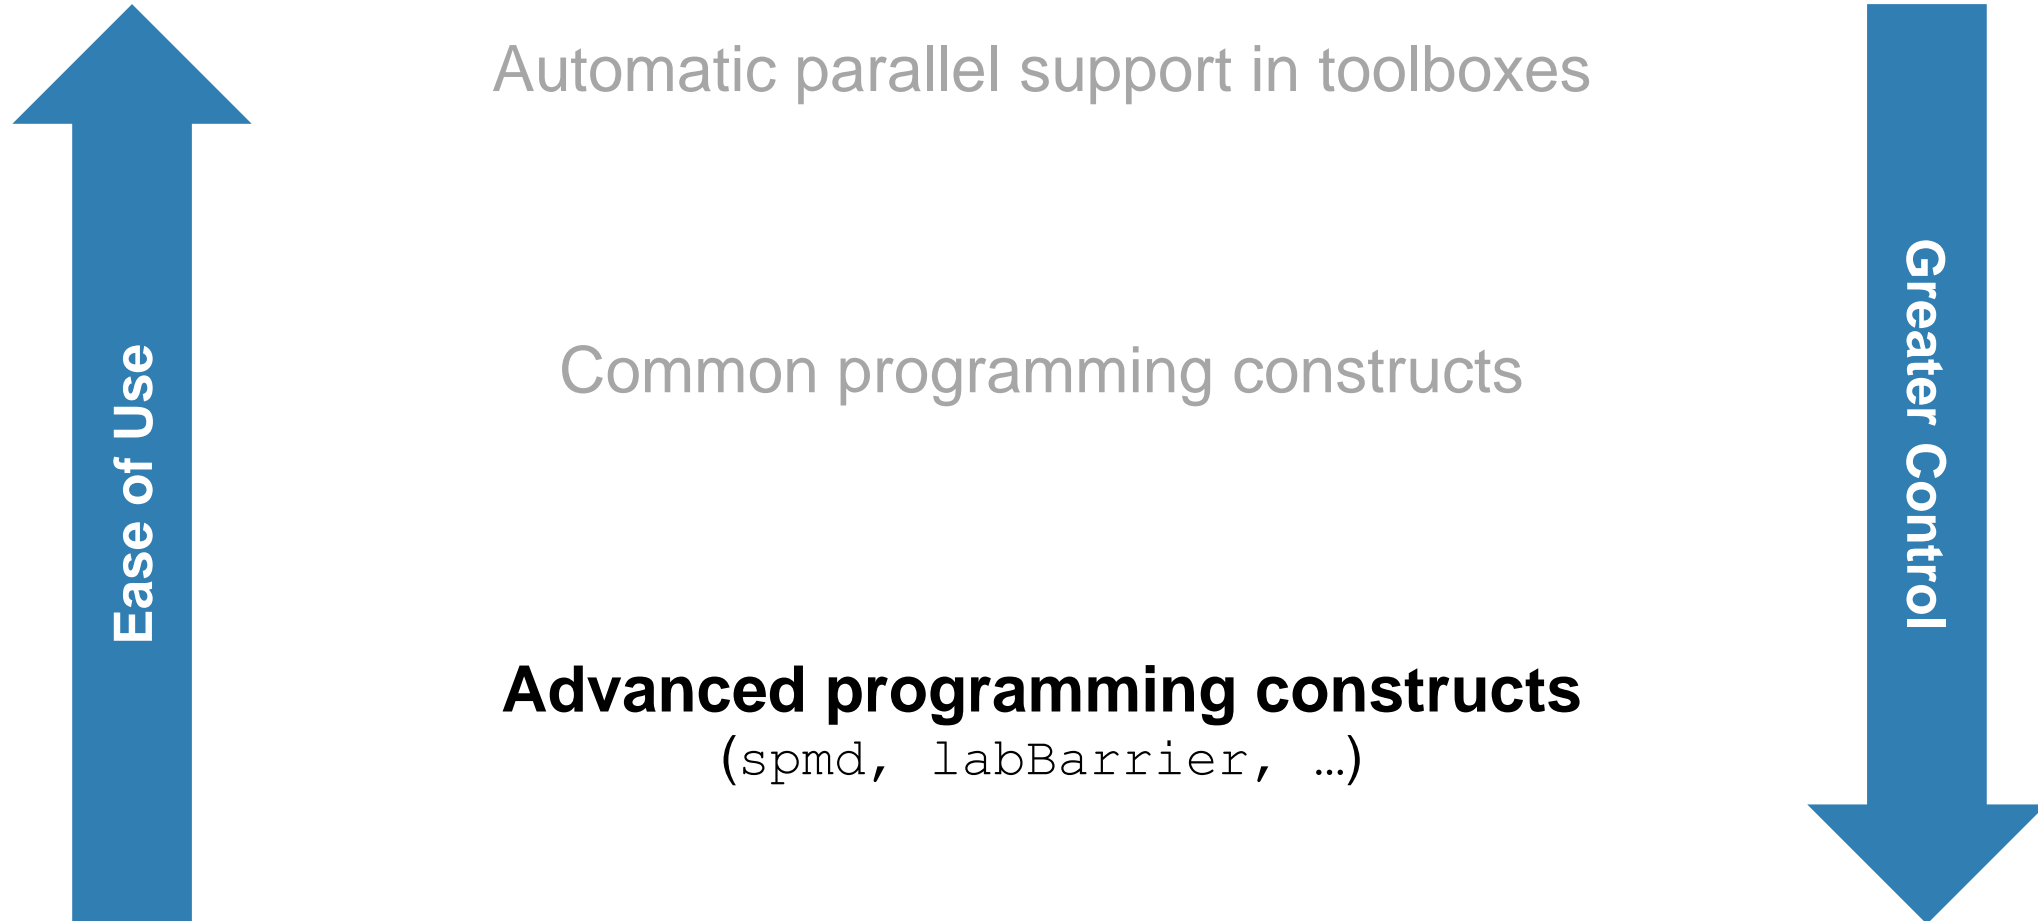 Automatic parallel support in toolboxes
Ease of Use
Greater Control
Common programming constructs
Advanced programming constructs
(spmd, labBarrier, …)